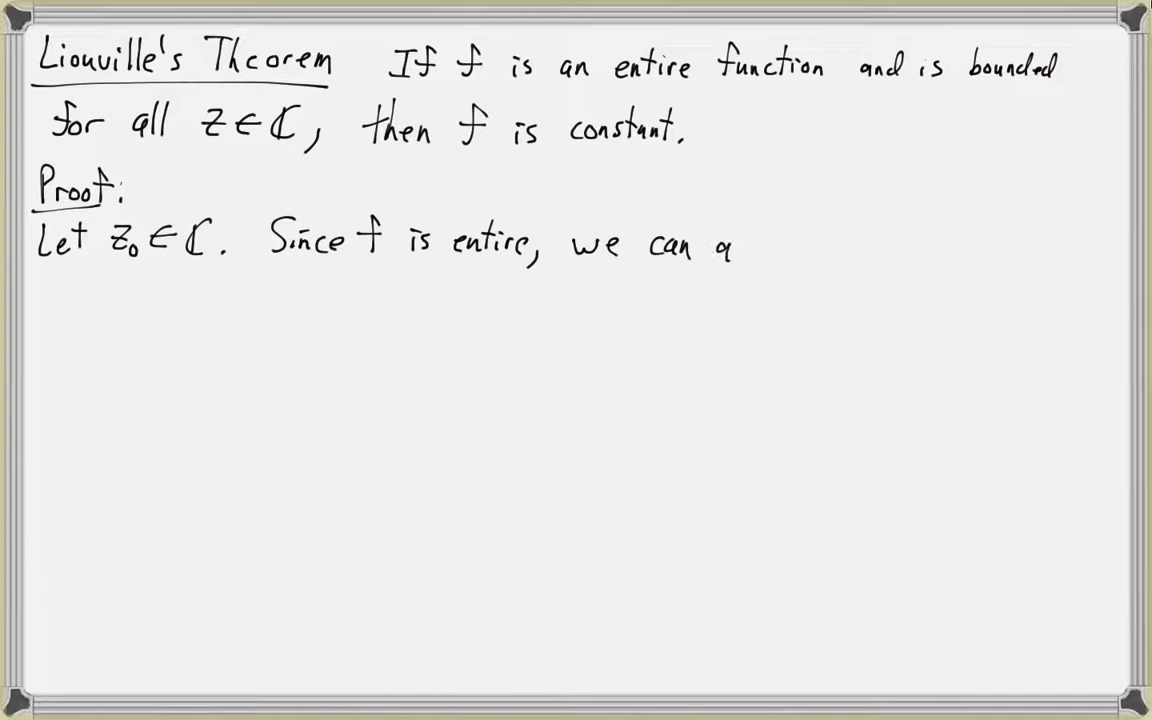 Liouville's Theorem If f is an entire function and is bounded
for all z ∈ ℂ, then f is constant.
Proof:
Let z₀ ∈ ℂ. Since f is entire, we can a